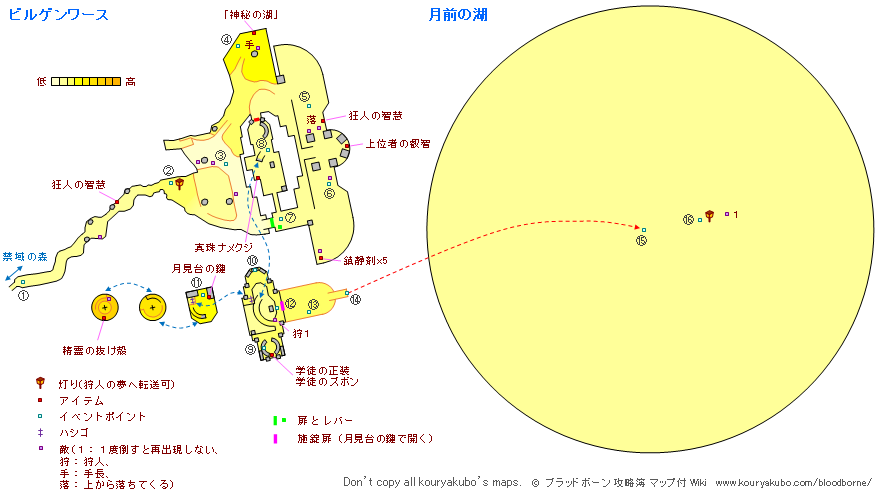 ビルゲンワース
月前の湖
「神秘の湖」
④
手
低
高
⑤
狂人の智慧
落
上位者の叡智
⑧
③
②
狂人の智慧
⑥
⑦
真珠ナメクジ
禁域の森
①
鎮静剤x5
月見台の鍵
⑩
⑪
⑫
⑬
⑭
狩1
⑨
精霊の抜け殻
学徒の正装
学徒のズボン
⑮
⑯
1
灯り(狩人の夢へ転送可)
アイテム
イベントポイント
ハシゴ
敵(1：1度倒すと再出現しない、
狩：狩人、
手：手長、
落：上から落ちてくる)
扉とレバー
施錠扉（月見台の鍵で開く）
Don't copy all kouryakubo's maps. © ブラッドボーン攻略簿 マップ付Wiki www.kouryakubo.com/bloodborne/